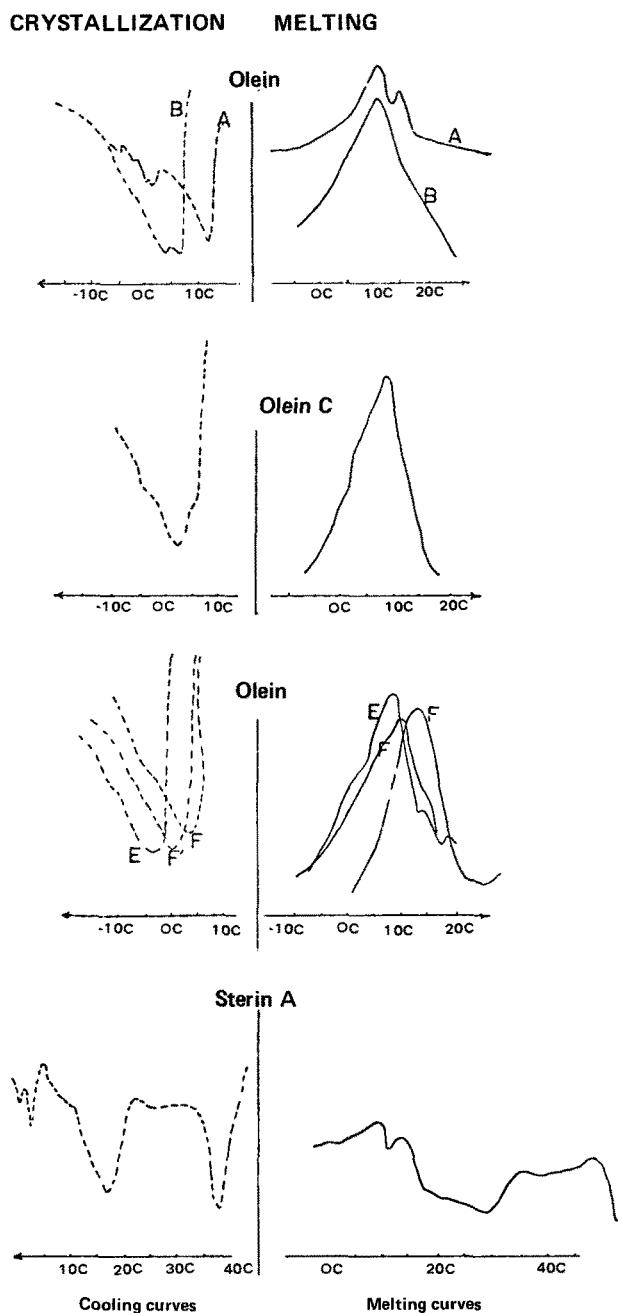 CRYSTALLIZATION MELTING
Olein
B A
A
B
-10C OC 10C
OC 10C 20C
Olein C
-10C OC 10C
OC 10C 20C
Olein
E F F
E F F
-10C OC 10C
-10C OC 10C 20C
Sterin A
10C 20C 30C 40C
OC 20C 40C
Cooling curves Melting curves